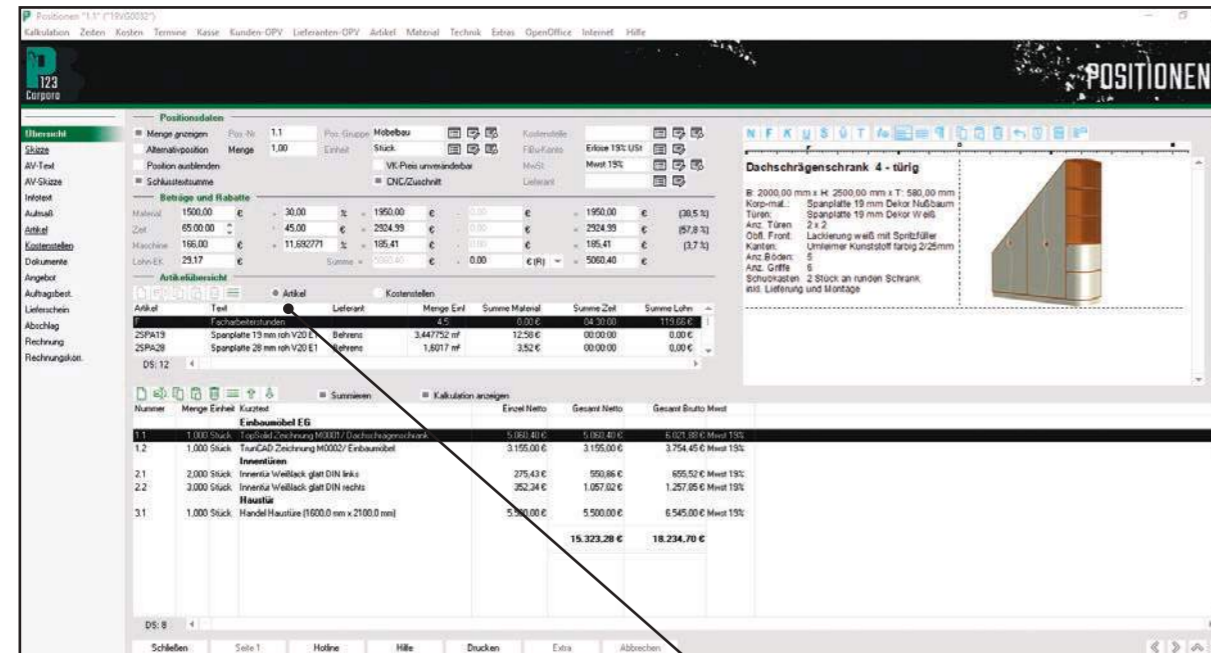 Positionen "1.1" ("19VG0032")
Kalkulation Zeiten Kosten Termine Kasse Kunden-OPV Lieferanten-OPV Artikel Material Technik Extras OpenOffice Internet Hilfe
P
123
Corpora
POSITIONEN
Übersicht
Skizze
AV-Text
AV-Skizze
Infotext
Aufmaß
Artikel
Kostenstellen
Dokumente
Angebot
Auftragsbest.
Lieferschein
Abschlag
Rechnung
Rechnungskorr.
Positionsdaten
Menge anzeigen Pos.-Nr. 1.1 Pos. Gruppe Möbelbau Kostenstelle
Alternativposition Menge 1,00 Einheit Stück FiBu-Konto Erlöse 19% USt
Position ausblenden VK-Preis unveränderbar MwSt. Mwst 19%
Schlusstextsumme CNC/Zuschnitt Lieferant
Beträge und Rabatte
Material 1500,00 € + 30,00 % = 1950,00 € - 0,00 € = 1950,00 € (38,5 %)
Zeit 65:00:00 * 45,00 € = 2924,99 € - 0,00 € = 2924,99 € (57,8 %)
Maschine 166,00 € + 11,692771 % = 185,41 € - 0,00 € = 185,41 € (3,7 %)
Lohn-EK 29,17 € Summe = 5060,40 € - 0,00 € (R) = 5060,40 €
Artikelübersicht
Artikel Kostenstellen
Artikel Text Lieferant Menge Einl Summe Material Summe Zeit Summe Lohn
F Facharbeiterstunden 4,5 0,00 € 04:30:00 119,66 €
2SPA19 Spanplatte 19 mm roh V20 E1 Behrens 3,447752 m² 12,58 € 00:00:00 0,00 €
2SPA28 Spanplatte 28 mm roh V20 E1 Behrens 1,6017 m² 3,52 € 00:00:00 0,00 €
DS: 12
N F K U S
Dachschrägenschrank 4 - türig
B: 2000,00 mm x H: 2500,00 mm x T: 580,00 mm
Korp-mat.: Spanplatte 19 mm Dekor Nußbaum
Türen: Spanplatte 19 mm Dekor Weiß
Anz. Türen 2 x 2
Obfl. Front: Lackierung weiß mit Spritzfüller
Kanten: Umleimer Kunststoff farbig 2/25mm
Anz.Böden: 6
Anz. Griffe 6
Schubkasten 2 Stück an runden Schrank
inkl. Lieferung und Montage
Summieren Kalkulation anzeigen
Nummer Menge Einheit Kurztext Einzel Netto Gesamt Netto Gesamt Brutto Mwst
Einbaumöbel EG
1.1 1,000 Stück TopSolid Zeichnung M0001/ Dachschrägenschrank 5.060,40 € 5.060,40 € 6.021,88 € Mwst 19%
1.2 1,000 Stück TrunCAD Zeichnung M0002/ Einbaumöbel 3.155,00 € 3.155,00 € 3.754,45 € Mwst 19%
Innentüren
2.1 2,000 Stück Innentür Weißlack glatt DIN links 275,43 € 550,86 € 655,52 € Mwst 19%
2.2 3,000 Stück Innentür Weißlack glatt DIN rechts 352,34 € 1.057,02 € 1.257,85 € Mwst 19%
Haustür
3.1 1,000 Stück Handel Haustüre (1600,0 mm x 2100,0 mm) 5.500,00 € 5.500,00 € 6.545,00 € Mwst 19%
15.323,28 € 18.234,70 €
DS: 8
Schließen Seite 1 Hotline Hilfe Drucken Extra Abbrechen